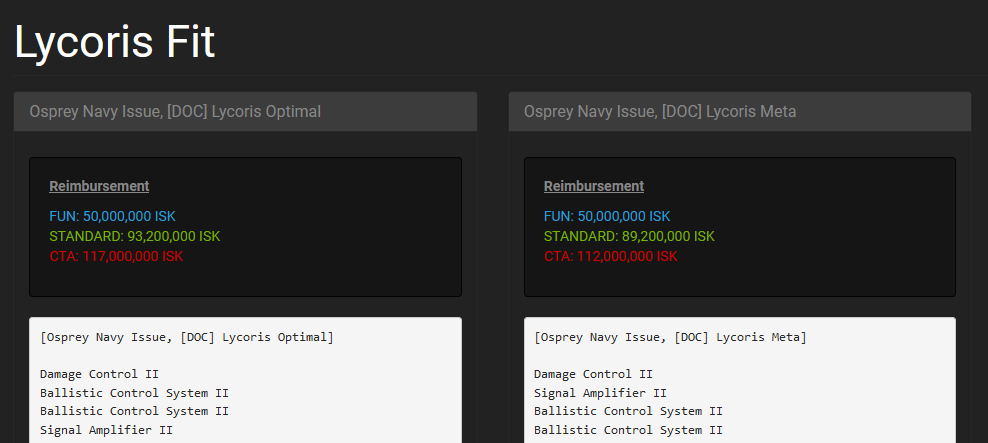 Lycoris Fit
Osprey Navy Issue, [DOC] Lycoris Optimal
Reimbursement
FUN: 50,000,000 ISK
STANDARD: 93,200,000 ISK
CTA: 117,000,000 ISK
[Osprey Navy Issue, [DOC] Lycoris Optimal]
Damage Control II
Ballistic Control System II
Ballistic Control System II
Signal Amplifier II
Osprey Navy Issue, [DOC] Lycoris Meta
Reimbursement
FUN: 50,000,000 ISK
STANDARD: 89,200,000 ISK
CTA: 112,000,000 ISK
[Osprey Navy Issue, [DOC] Lycoris Meta]
Damage Control II
Signal Amplifier II
Ballistic Control System II
Ballistic Control System II